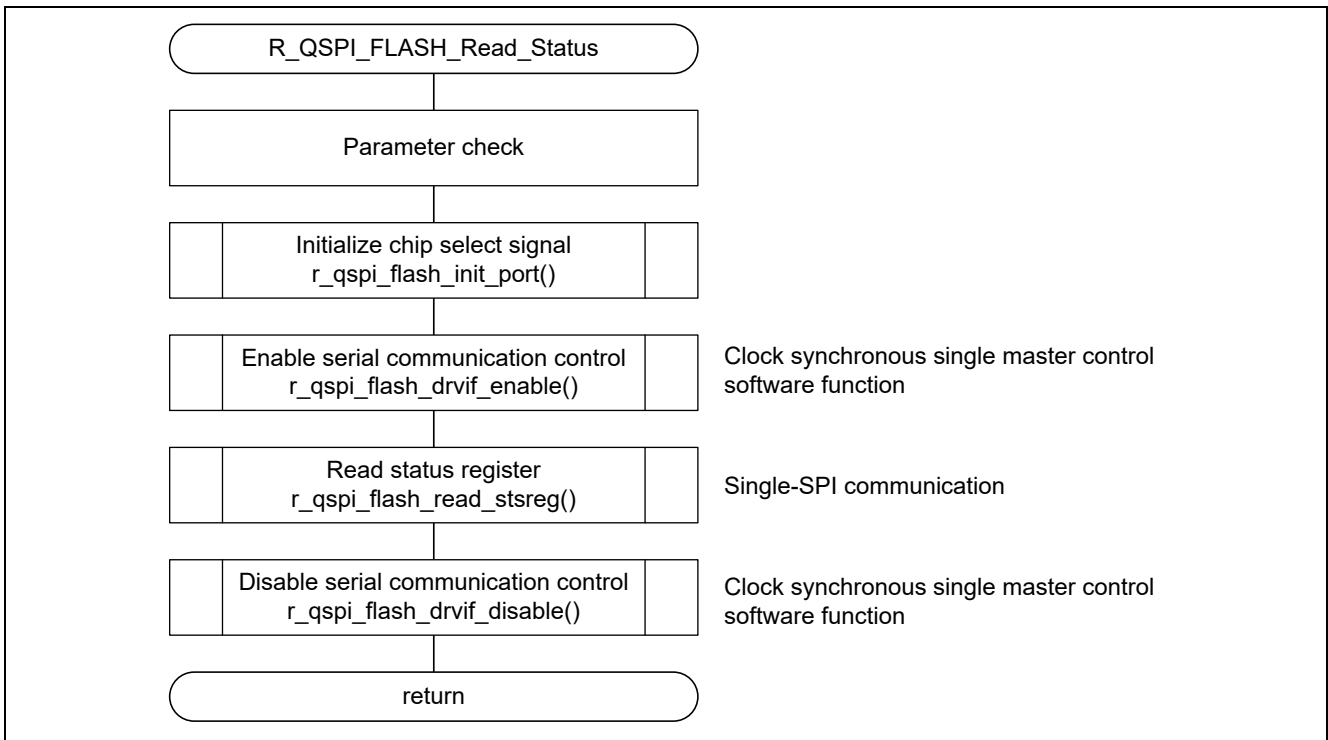 R_QSPI_FLASH_Read_Status
Parameter check
Initialize chip select signal
r_qspi_flash_init_port()
Enable serial communication control
r_qspi_flash_drvif_enable()
Clock synchronous single master control
software function
Read status register
r_qspi_flash_read_stsreg()
Single-SPI communication
Disable serial communication control
r_qspi_flash_drvif_disable()
Clock synchronous single master control
software function
return